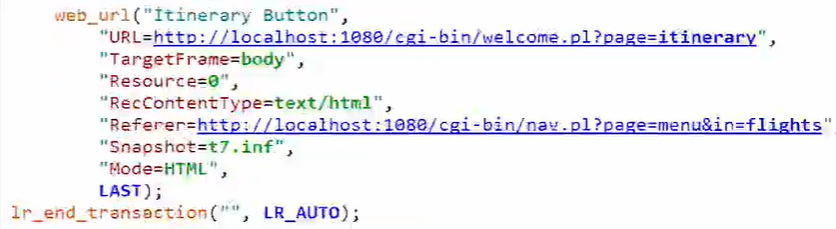 web_url("Itinerary Button",
"URL=http://localhost:1080/cgi-bin/welcome.pl?page=itinerary",
"TargetFrame=body",
"Resource=0",
"RecContentType=text/html",
"Referer=http://localhost:1080/cgi-bin/nav.pl?page=menu&in=flights",
"Snapshot=t7.inf",
"Mode=HTML",
LAST);
lr_end_transaction("", LR_AUTO);